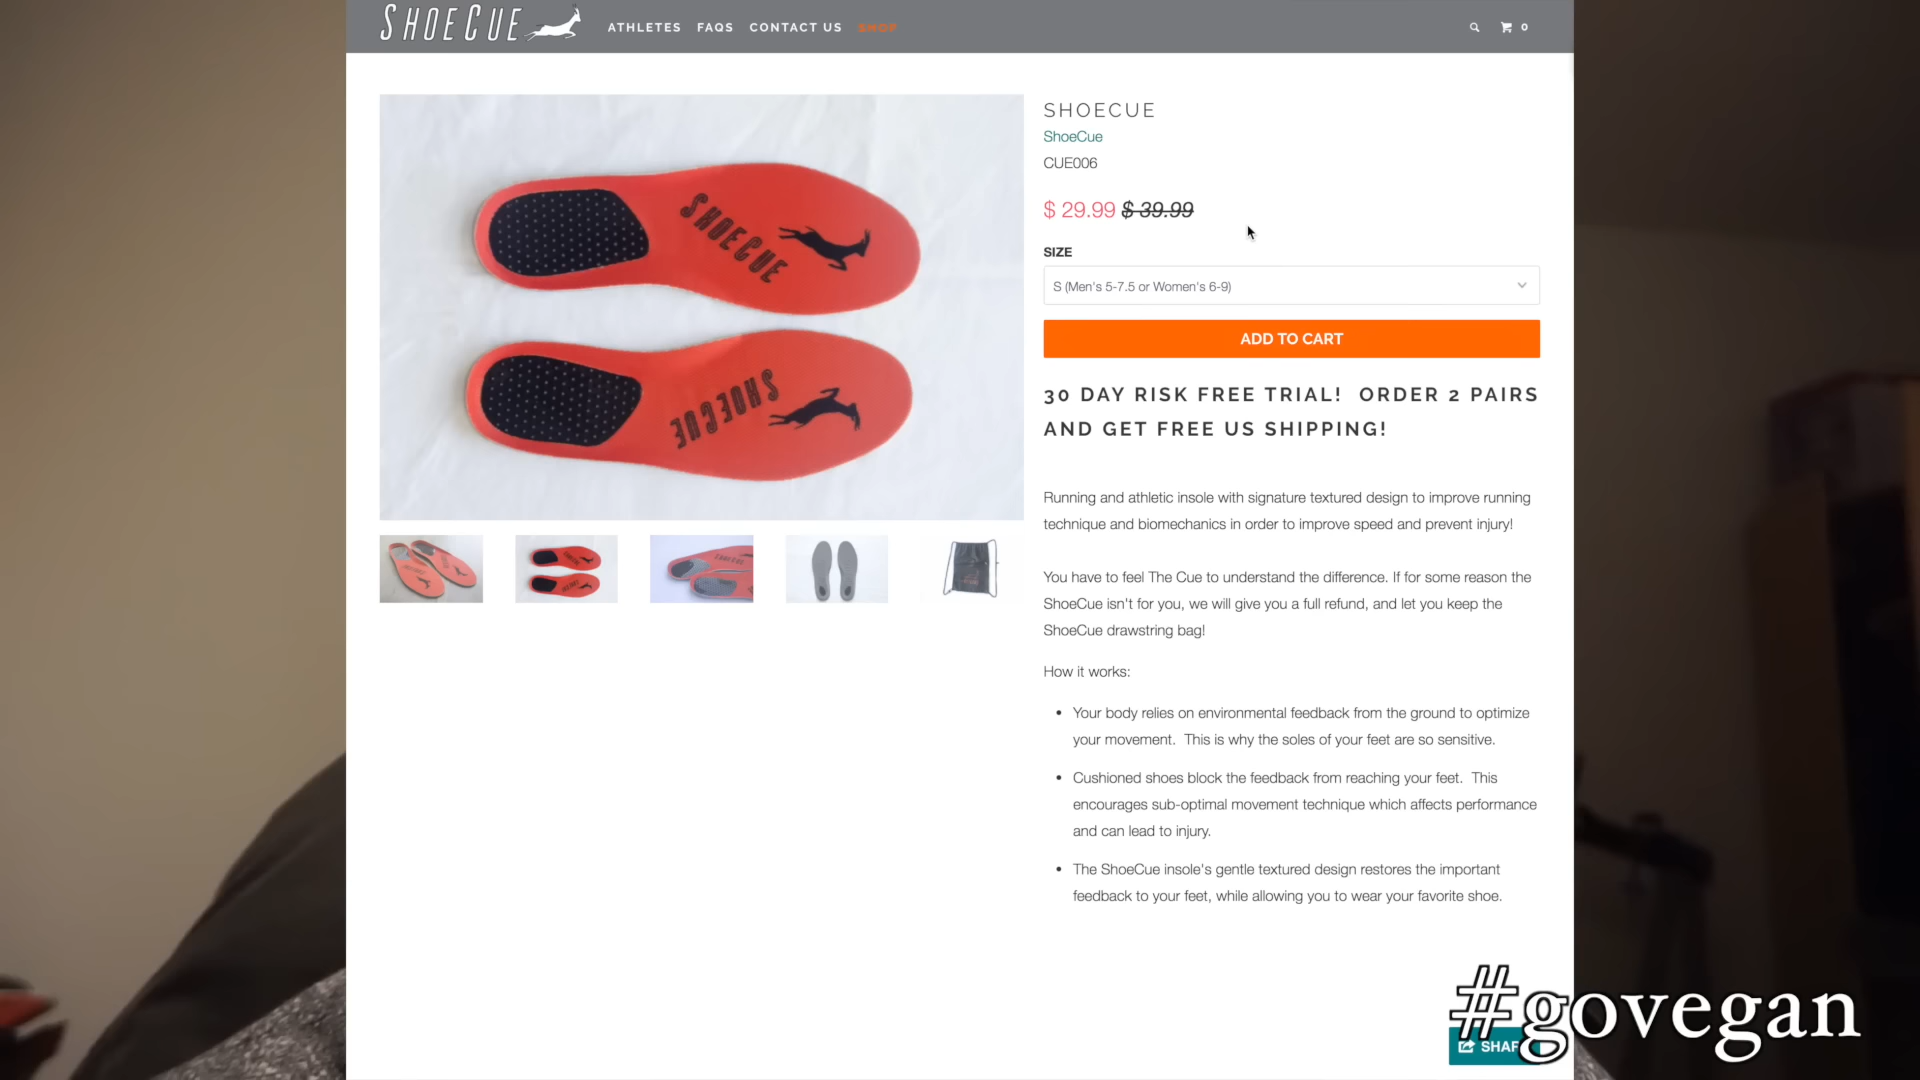 SHOECUE
ATHLETES FAQS CONTACT US SHOP
0
SHOECUE
SHOECUE
SHOECUE
ShoeCue
CUE006
$ 29.99 $ 39.99
SIZE
S (Men's 5-7.5 or Women's 6-9)
ADD TO CART
30 DAY RISK FREE TRIAL! ORDER 2 PAIRS
AND GET FREE US SHIPPING!
Running and athletic insole with signature textured design to improve running
technique and biomechanics in order to improve speed and prevent injury!
You have to feel The Cue to understand the difference. If for some reason the
ShoeCue isn't for you, we will give you a full refund, and let you keep the
ShoeCue drawstring bag!
How it works:
• Your body relies on environmental feedback from the ground to optimize
your movement. This is why the soles of your feet are so sensitive.
• Cushioned shoes block the feedback from reaching your feet. This
encourages sub-optimal movement technique which affects performance
and can lead to injury.
• The ShoeCue insole's gentle textured design restores the important
feedback to your feet, while allowing you to wear your favorite shoe.
#govegan